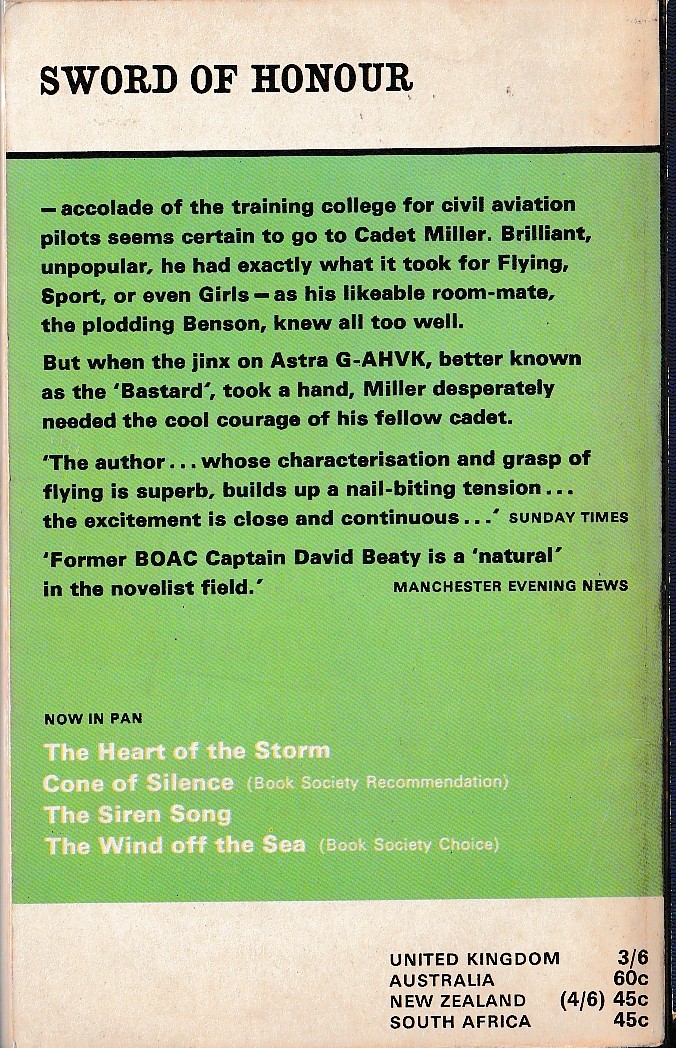 SWORD OF HONOUR
—accolade of the training college for civil aviation
pilots seems certain to go to Cadet Miller. Brilliant,
unpopular, he had exactly what it took for Flying,
Sport, or even Girls—as his likeable room-mate,
the plodding Benson, knew all too well.
But when the jinx on Astra G-AHVK, better known
as the ‘Bastard’, took a hand, Miller desperately
needed the cool courage of his fellow cadet.
‘The author... whose characterisation and grasp of
flying is superb, builds up a nail-biting tension...
the excitement is close and continuous...’ SUNDAY TIMES
‘Former BOAC Captain David Beaty is a ‘natural’
in the novelist field.’ MANCHESTER EVENING NEWS
NOW IN PAN
The Heart of the Storm
Cone of Silence (Book Society Recommendation)
The Siren Song
The Wind off the Sea (Book Society Choice)
UNITED KINGDOM 3/6
AUSTRALIA 60c
NEW ZEALAND (4/6) 45c
SOUTH AFRICA 45c